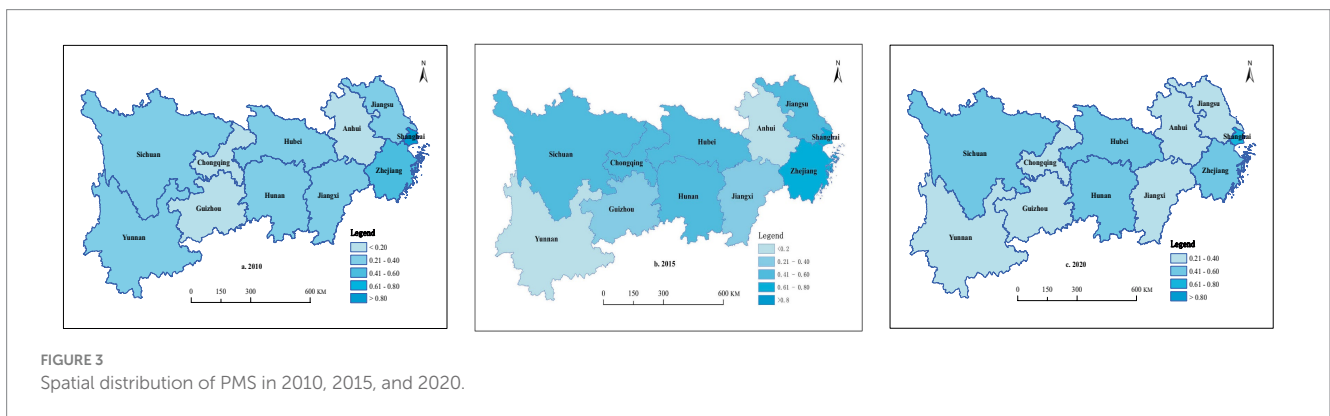 N
Jiangsu
Anhui
Shanghai
Hubei
Sichuan
Chongqing
Zhejiang
Hunan
Jiangxi
Guizhou
Yunnan
Legend
< 0.20
0.21 - 0.40
0.41 - 0.60
0.61 - 0.80
> 0.80
a. 2010
0 150 300 600 KM
N
Jiangsu
Anhui
Shanghai
Hubei
Sichuan
Chongqing
Zhejiang
Hunan
Jiangxi
Guizhou
Yunnan
Legend
<0.2
0.21 - 0.40
0.41 - 0.60
0.61 - 0.80
>0.8
b. 2015
0 150 300 600 KM
N
Jiangsu
Anhui
Shanghai
Hubei
Sichuan
Chongqing
Zhejiang
Hunan
Jiangxi
Guizhou
Yunnan
Legend
0.21 - 0.40
0.41 - 0.60
0.61 - 0.80
> 0.80
c. 2020
0 150 300 600 KM
FIGURE 3
Spatial distribution of PMS in 2010, 2015, and 2020.